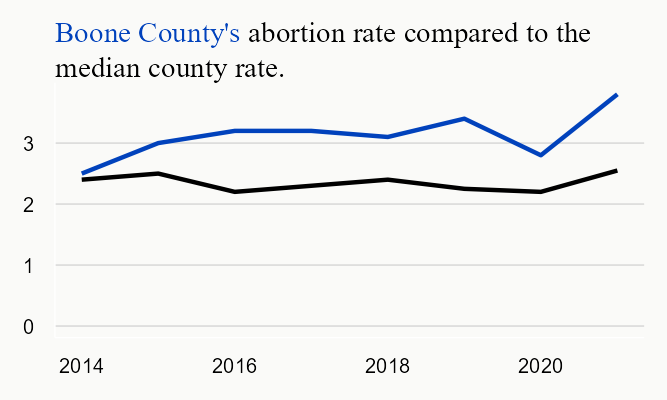 Boone County's abortion rate compared to the
median county rate.
3
2
1
0
2014 2016 2018 2020